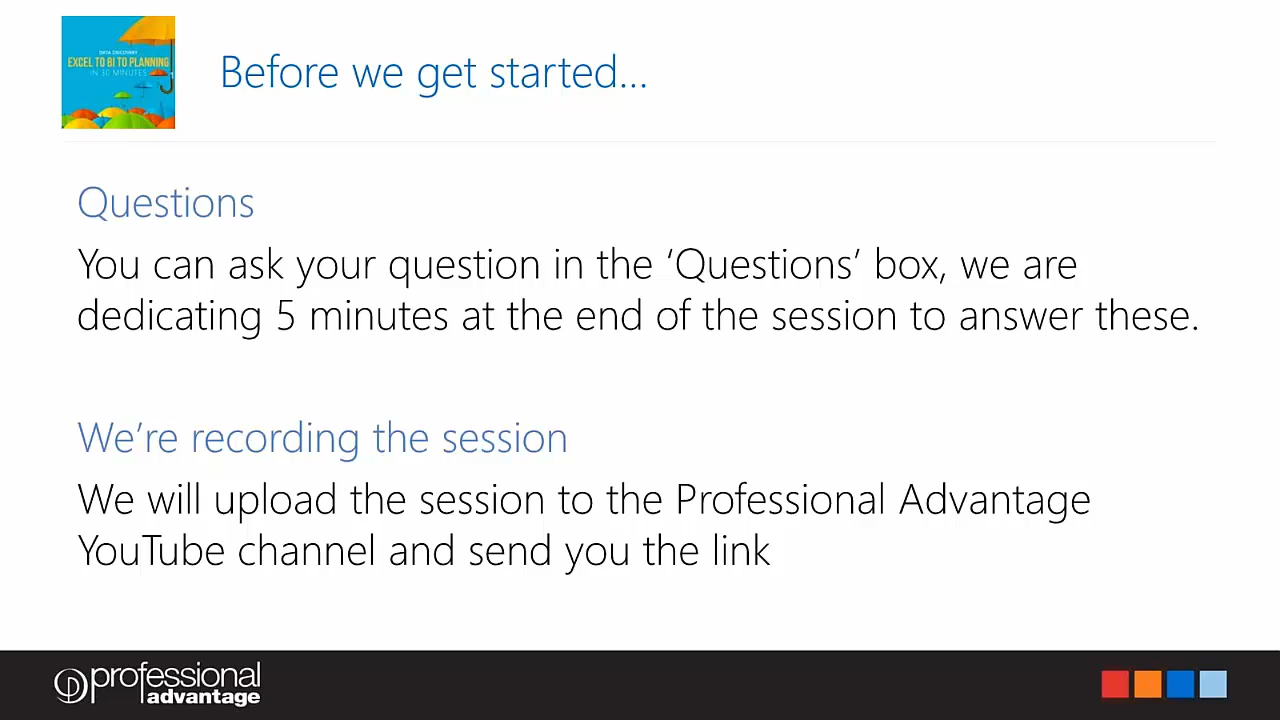 DATA DISCOVERY
EXCEL TO BI TO PLANNING
IN 30 MINUTES
Before we get started...
Questions
You can ask your question in the ‘Questions’ box, we are
dedicating 5 minutes at the end of the session to answer these.
We’re recording the session
We will upload the session to the Professional Advantage
YouTube channel and send you the link
professional
advantage